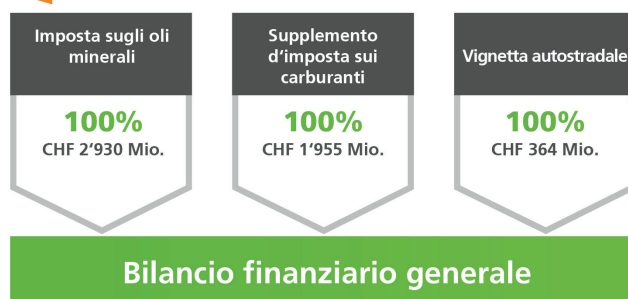 Imposta sugli oli
minerali
Supplemento
d'imposta sui
carburanti
Vignetta autostradale
100%
CHF 2'930 Mio.
100%
CHF 1'955 Mio.
100%
CHF 364 Mio.
Bilancio finanziario generale